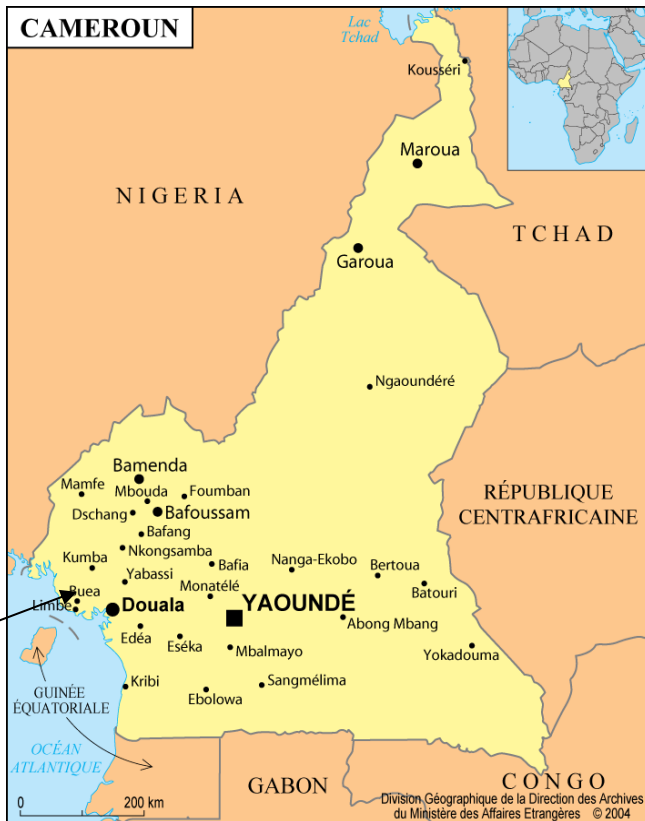 CAMEROUN
Lac
Tchad
Kousséri
Maroua
NIGERIA
TCHAD
Garoua
Ngaoundéré
Bamenda
Mamfe
Mbouda
Foumban
Dschang
Bafoussam
RÉPUBLIQUE
CENTRAFRICAINE
Bafang
Nkongsamba
Kumba
Bafia
Nanga-Ekobo
Bertoua
Yabassi
Batouri
Buea
Monatélé
Limbe
Douala
YAOUNDÉ
Abong Mbang
Edéa
Eséka
Mbalmayo
Yokadouma
Kribi
Sangmélima
Ebolowa
GUINÉE
ÉQUATORIALE
OCÉAN
ATLANTIQUE
GABON
CONGO
0 200 km
Division Géographique de la Direction des Archives
du Ministère des Affaires Etrangères © 2004